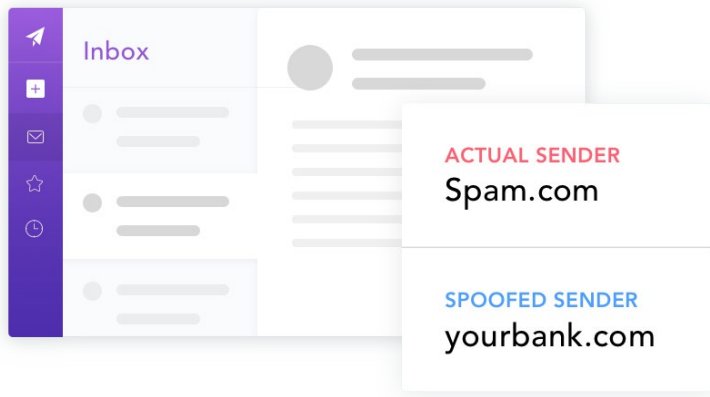 Inbox
ACTUAL SENDER
Spam.com
SPOOFED SENDER
yourbank.com